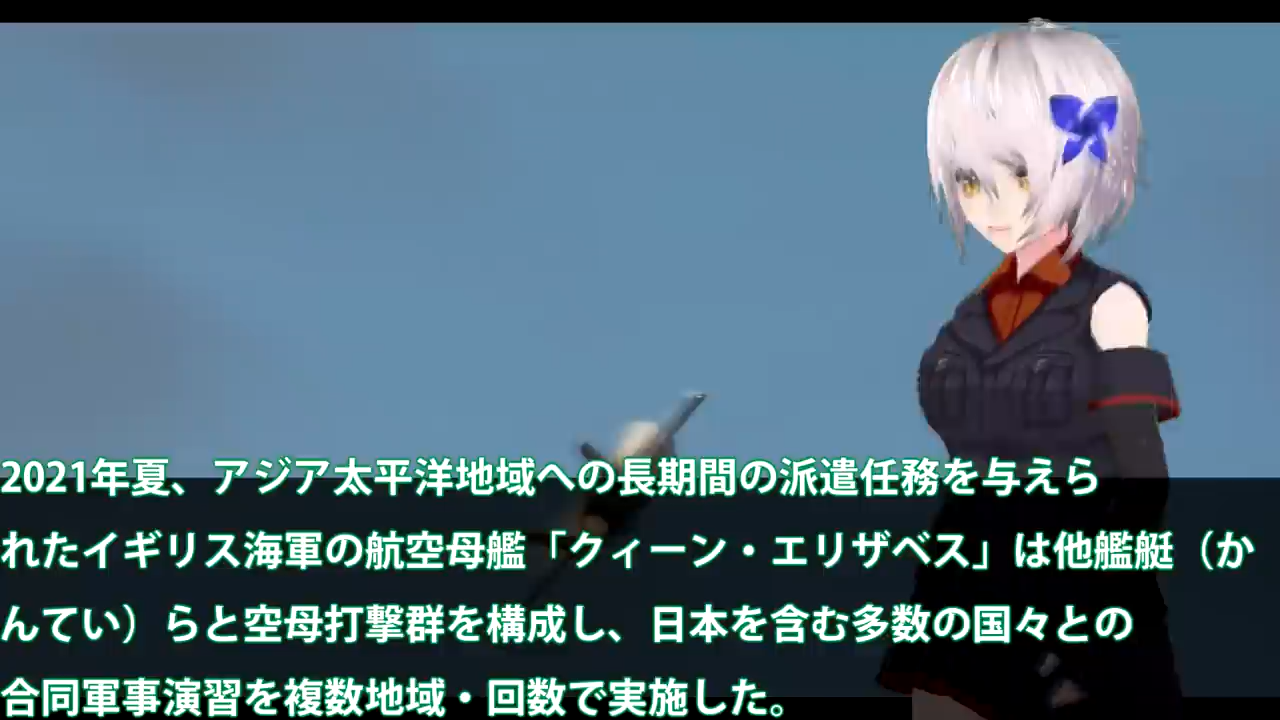 2021年夏、アジア太平洋地域への長期間の派遣任務を与えら
れたイギリス海軍の航空母艦「クィーン・エリザベス」は他艦艇（か
んてい）らと空母打撃群を構成し、日本を含む多数の国々との
合同軍事演習を複数地域・回数で実施した。